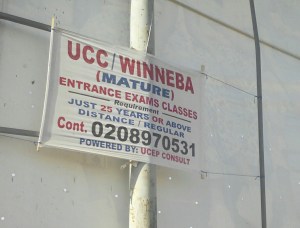 UCC/WINNEBA
(MATURE)
ENTRANCE EXAMS CLASSES
Requirement
JUST 25 YEARS OR ABOVE
DISTANCE / REGULAR
Cont. 0208970531
POWERED BY: UCEP CONSULT